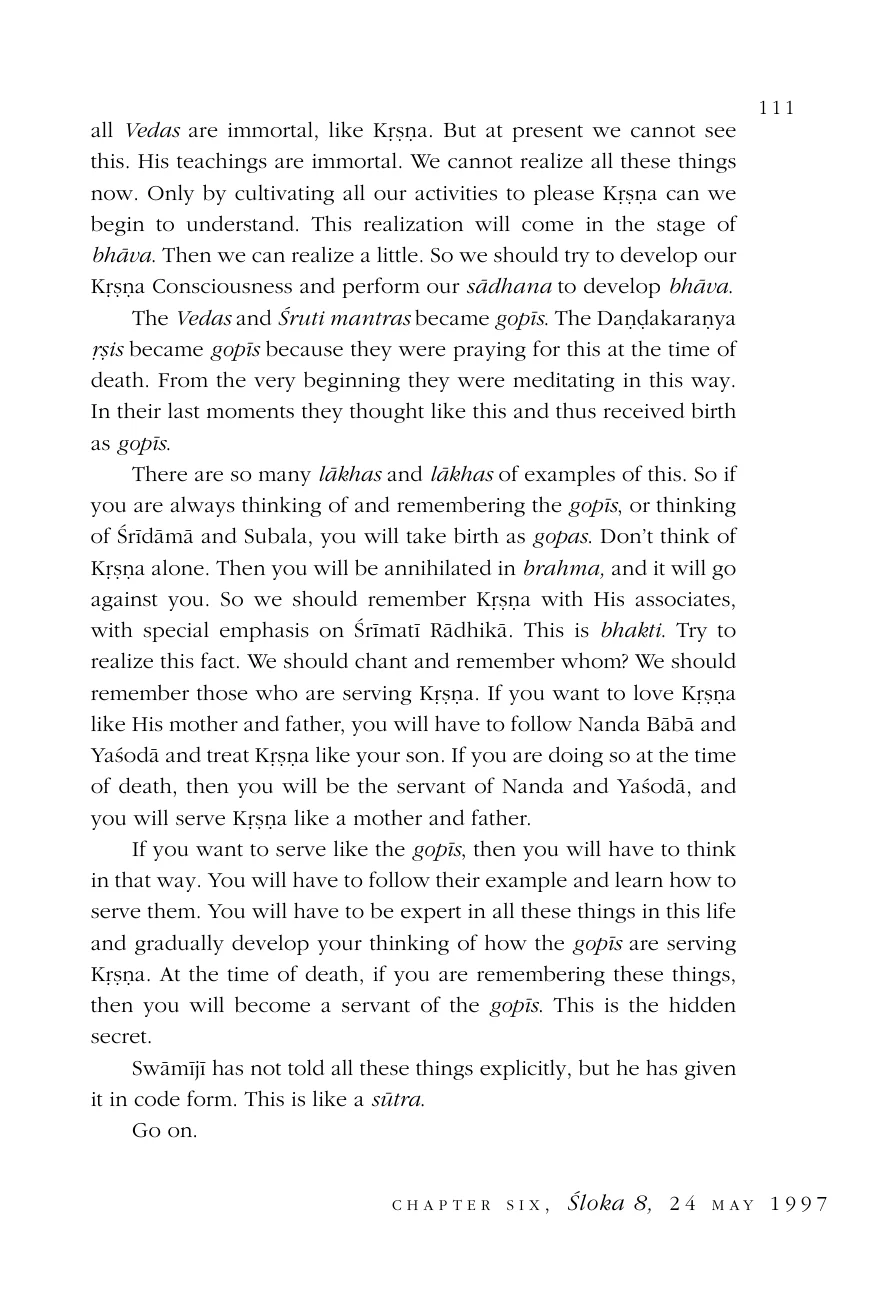 111
all Vedas are immortal, like Kṛṣṇa. But at present we cannot see
this. His teachings are immortal. We cannot realize all these things
now. Only by cultivating all our activities to please Kṛṣṇa can we
begin to understand. This realization will come in the stage of
bhāva. Then we can realize a little. So we should try to develop our
Kṛṣṇa Consciousness and perform our sādhana to develop bhāva.
The Vedas and Śruti mantras became gopīs. The Daṇḍakaraṇya
ṛṣis became gopīs because they were praying for this at the time of
death. From the very beginning they were meditating in this way.
In their last moments they thought like this and thus received birth
as gopīs.
There are so many lākhas and lākhas of examples of this. So if
you are always thinking of and remembering the gopīs, or thinking
of Śrīdāmā and Subala, you will take birth as gopas. Don’t think of
Kṛṣṇa alone. Then you will be annihilated in brahma, and it will go
against you. So we should remember Kṛṣṇa with His associates,
with special emphasis on Śrīmatī Rādhikā. This is bhakti. Try to
realize this fact. We should chant and remember whom? We should
remember those who are serving Kṛṣṇa. If you want to love Kṛṣṇa
like His mother and father, you will have to follow Nanda Bābā and
Yaśodā and treat Kṛṣṇa like your son. If you are doing so at the time
of death, then you will be the servant of Nanda and Yaśodā, and
you will serve Kṛṣṇa like a mother and father.
If you want to serve like the gopīs, then you will have to think
in that way. You will have to follow their example and learn how to
serve them. You will have to be expert in all these things in this life
and gradually develop your thinking of how the gopīs are serving
Kṛṣṇa. At the time of death, if you are remembering these things,
then you will become a servant of the gopīs. This is the hidden
secret.
Swāmījī has not told all these things explicitly, but he has given
it in code form. This is like a sūtra.
Go on.
CHAPTER SIX, Śloka 8, 24 MAY 1997